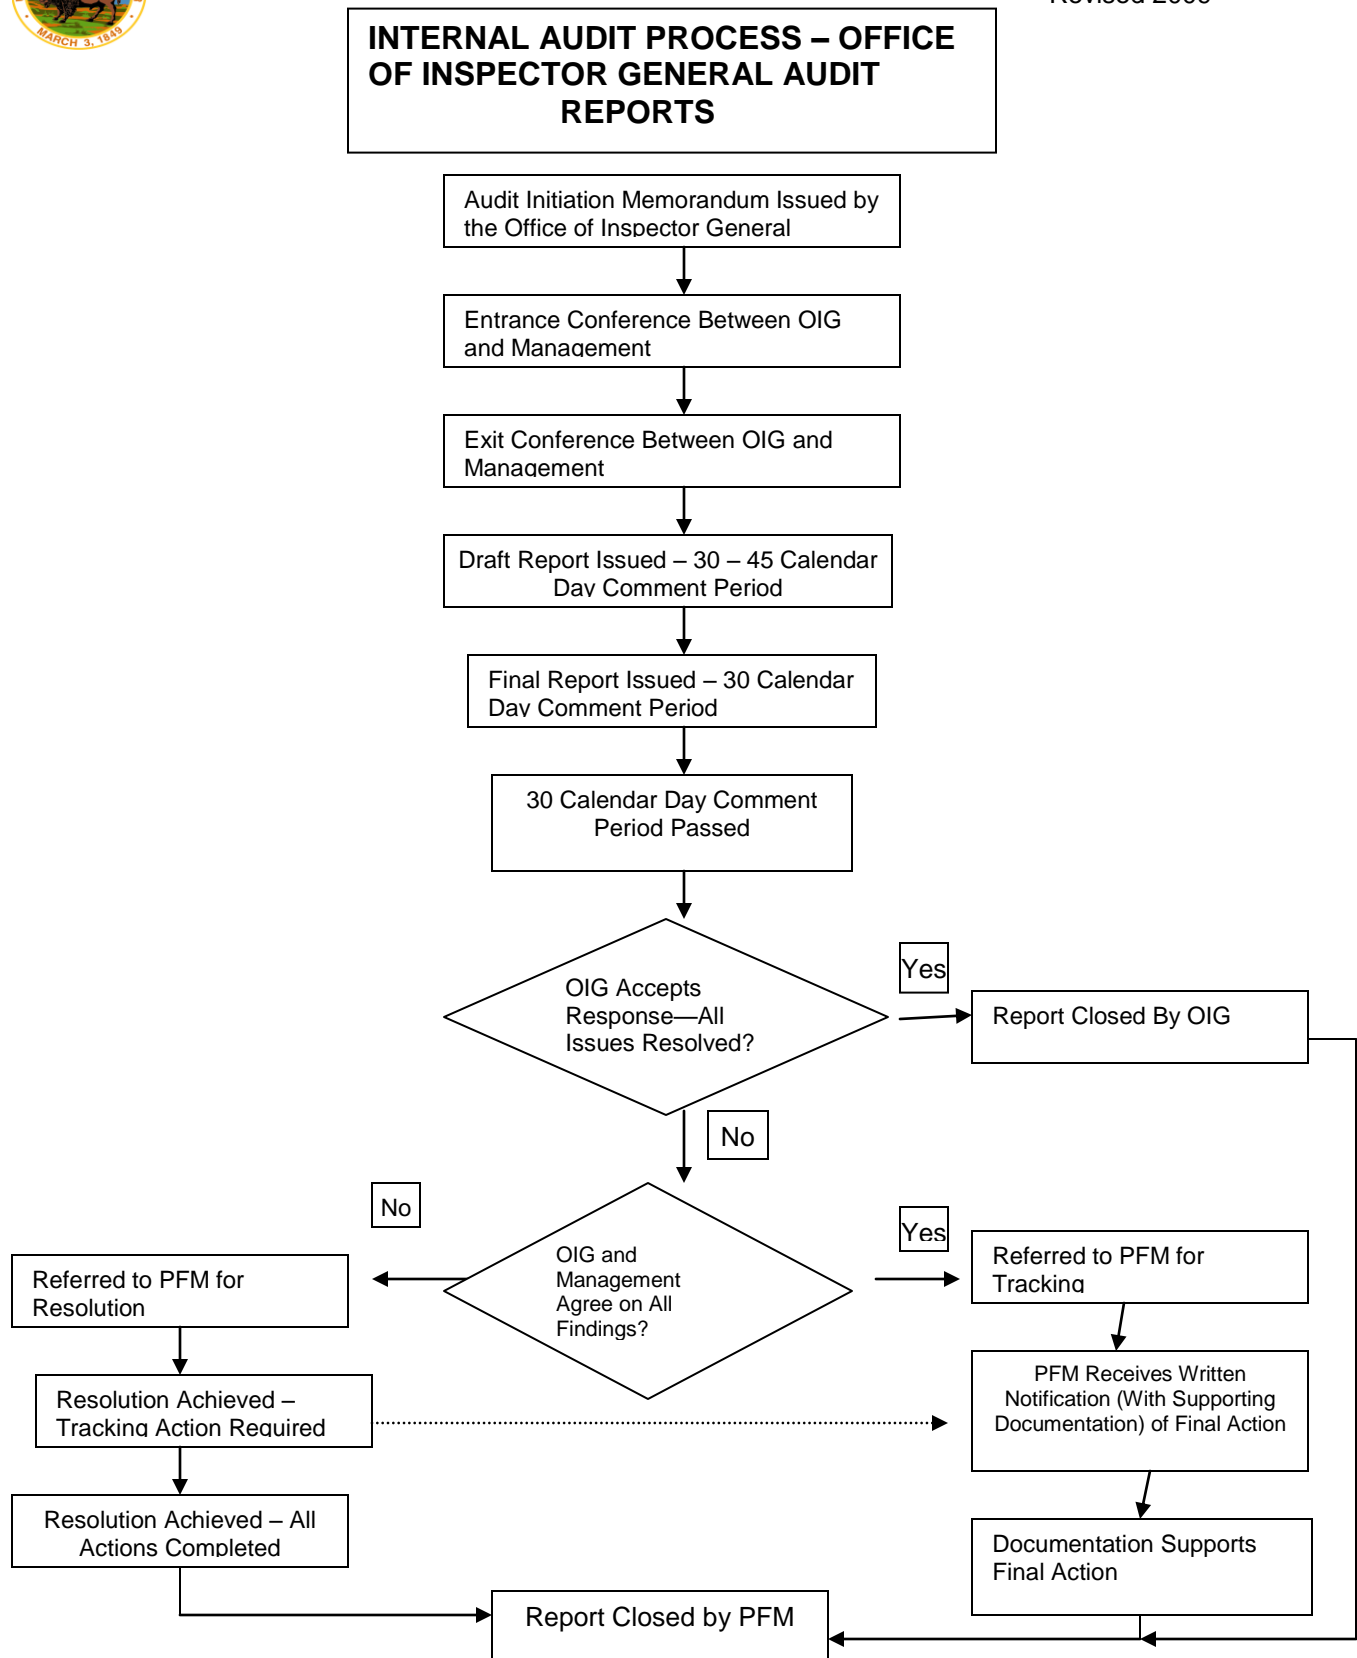 MARCH 3, 1849
INTERNAL AUDIT PROCESS – OFFICE
OF INSPECTOR GENERAL AUDIT
REPORTS
Audit Initiation Memorandum Issued by
the Office of Inspector General
Entrance Conference Between OIG
and Management
Exit Conference Between OIG and
Management
Draft Report Issued – 30 – 45 Calendar
Day Comment Period
Final Report Issued – 30 Calendar
Day Comment Period
30 Calendar Day Comment
Period Passed
OIG Accepts
Response—All
Issues Resolved?
Yes
Report Closed By OIG
No
No
OIG and
Management
Agree on All
Findings?
Yes
Referred to PFM for
Tracking
Referred to PFM for
Resolution
PFM Receives Written
Notification (With Supporting
Documentation) of Final Action
Resolution Achieved –
Tracking Action Required
Resolution Achieved – All
Actions Completed
Documentation Supports
Final Action
Report Closed by PFM